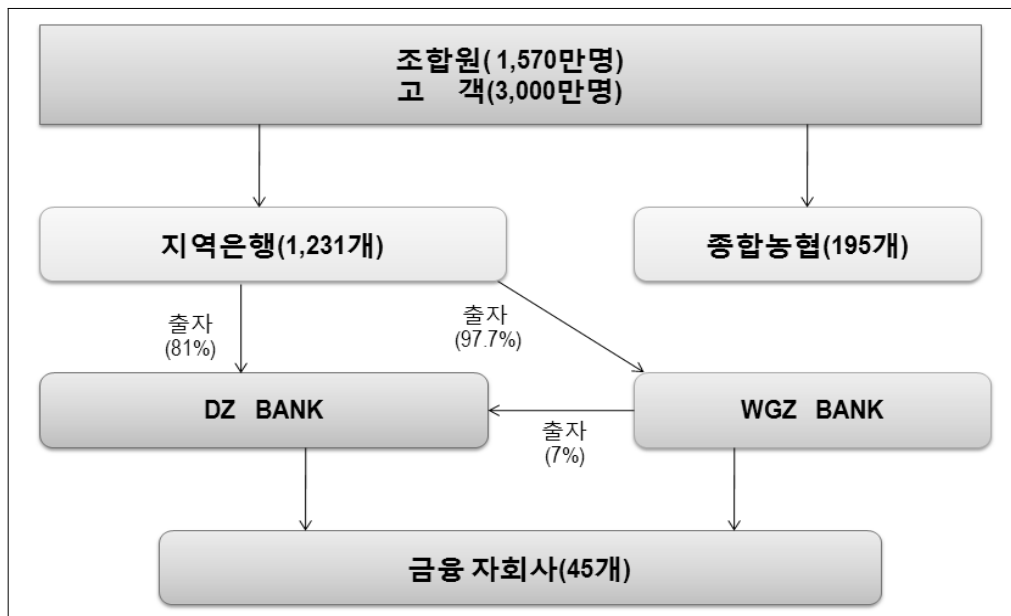 조합원( 1,570만명)
고 객(3,000만명)
지역은행(1,231개)
종합농협(195개)
출자
(81%)
출자
(97.7%)
DZ BANK
WGZ BANK
출자
(7%)
금융 자회사(45개)